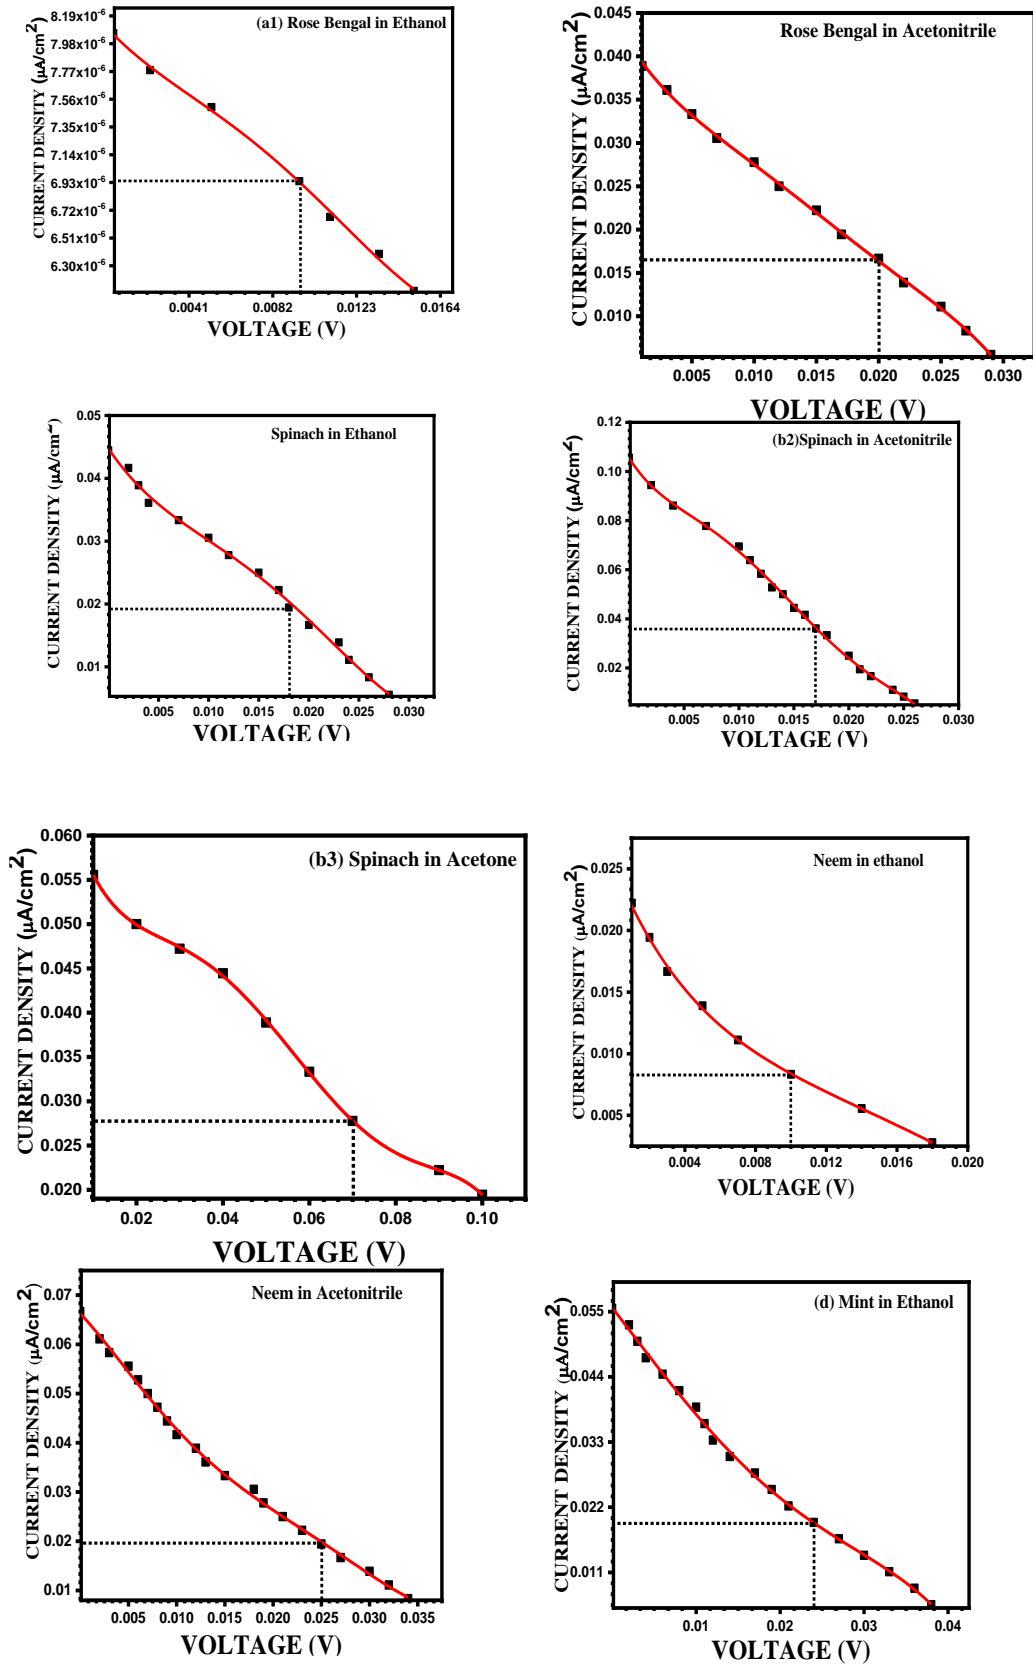 (a1) Rose Bengal in Ethanol
CURRENT DENSITY (µA/cm²)
8.19x10⁻⁶
7.98x10⁻⁶
7.77x10⁻⁶
7.56x10⁻⁶
7.35x10⁻⁶
7.14x10⁻⁶
6.93x10⁻⁶
6.72x10⁻⁶
6.51x10⁻⁶
6.30x10⁻⁶
0.0041 0.0082 0.0123 0.0164
VOLTAGE (V)
Rose Bengal in Acetonitrile
CURRENT DENSITY (µA/cm²)
0.045
0.040
0.035
0.030
0.025
0.020
0.015
0.010
0.005 0.010 0.015 0.020 0.025 0.030
VOLTAGE (V)
Spinach in Ethanol
CURRENT DENSITY (µA/cm²)
0.05
0.04
0.03
0.02
0.01
0.005 0.010 0.015 0.020 0.025 0.030
VOLTAGE (V)
(b2)Spinach in Acetonitrile
CURRENT DENSITY (µA/cm²)
0.12
0.10
0.08
0.06
0.04
0.02
0.005 0.010 0.015 0.020 0.025 0.030
VOLTAGE (V)
(b3) Spinach in Acetone
CURRENT DENSITY (µA/cm²)
0.060
0.055
0.050
0.045
0.040
0.035
0.030
0.025
0.020
0.02 0.04 0.06 0.08 0.10
VOLTAGE (V)
Neem in ethanol
CURRENT DENSITY (µA/cm²)
0.025
0.020
0.015
0.010
0.005
0.004 0.008 0.012 0.016 0.020
VOLTAGE (V)
Neem in Acetonitrile
CURRENT DENSITY (µA/cm²)
0.07
0.06
0.05
0.04
0.03
0.02
0.01
0.005 0.010 0.015 0.020 0.025 0.030 0.035
VOLTAGE (V)
(d) Mint in Ethanol
CURRENT DENSITY (µA/cm²)
0.055
0.044
0.033
0.022
0.011
0.01 0.02 0.03 0.04
VOLTAGE (V)